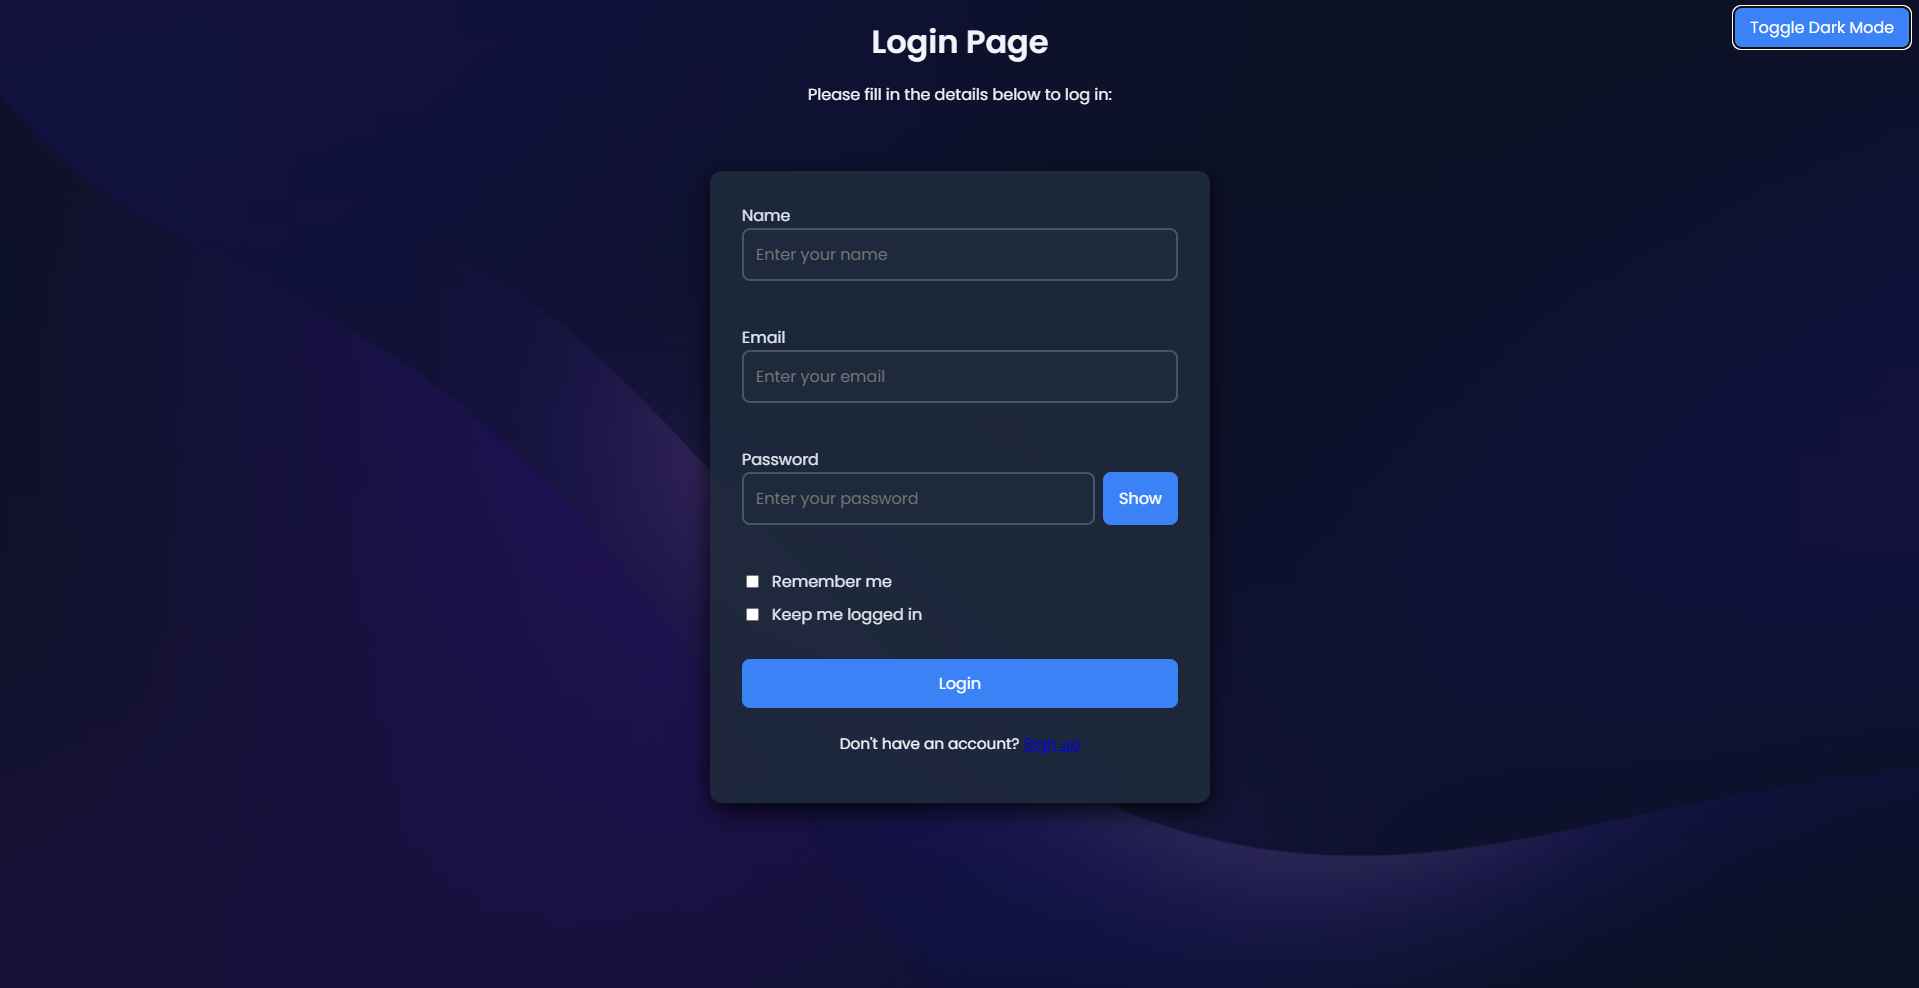 Toggle Dark Mode
Login Page
Please fill in the details below to log in:
Name
Enter your name
Email
Enter your email
Password
Enter your password
Show
Remember me
Keep me logged in
Login
Don't have an account? Sign up